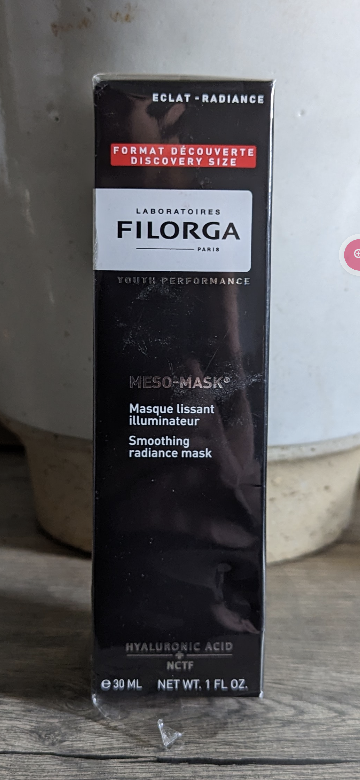 ECLAT - RADIANCE
FORMAT DÉCOUVERTE
DISCOVERY SIZE
LABORATOIRES
FILORGA
PARIS
YOUTH PERFORMANCE
MESO-MASK®
Masque lissant
illuminateur
Smoothing
radiance mask
HYALURONIC ACID
+
NCTF
℮ 30 ML NET WT. 1 FL OZ.